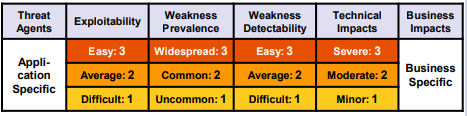 Threat Agents | Exploitability | Weakness Prevalence | Weakness Detectability | Technical Impacts | Business Impacts
Appli-cation Specific | Easy: 3 | Widespread: 3 | Easy: 3 | Severe: 3 | Business Specific
Average: 2 | Common: 2 | Average: 2 | Moderate: 2
Difficult: 1 | Uncommon: 1 | Difficult: 1 | Minor: 1